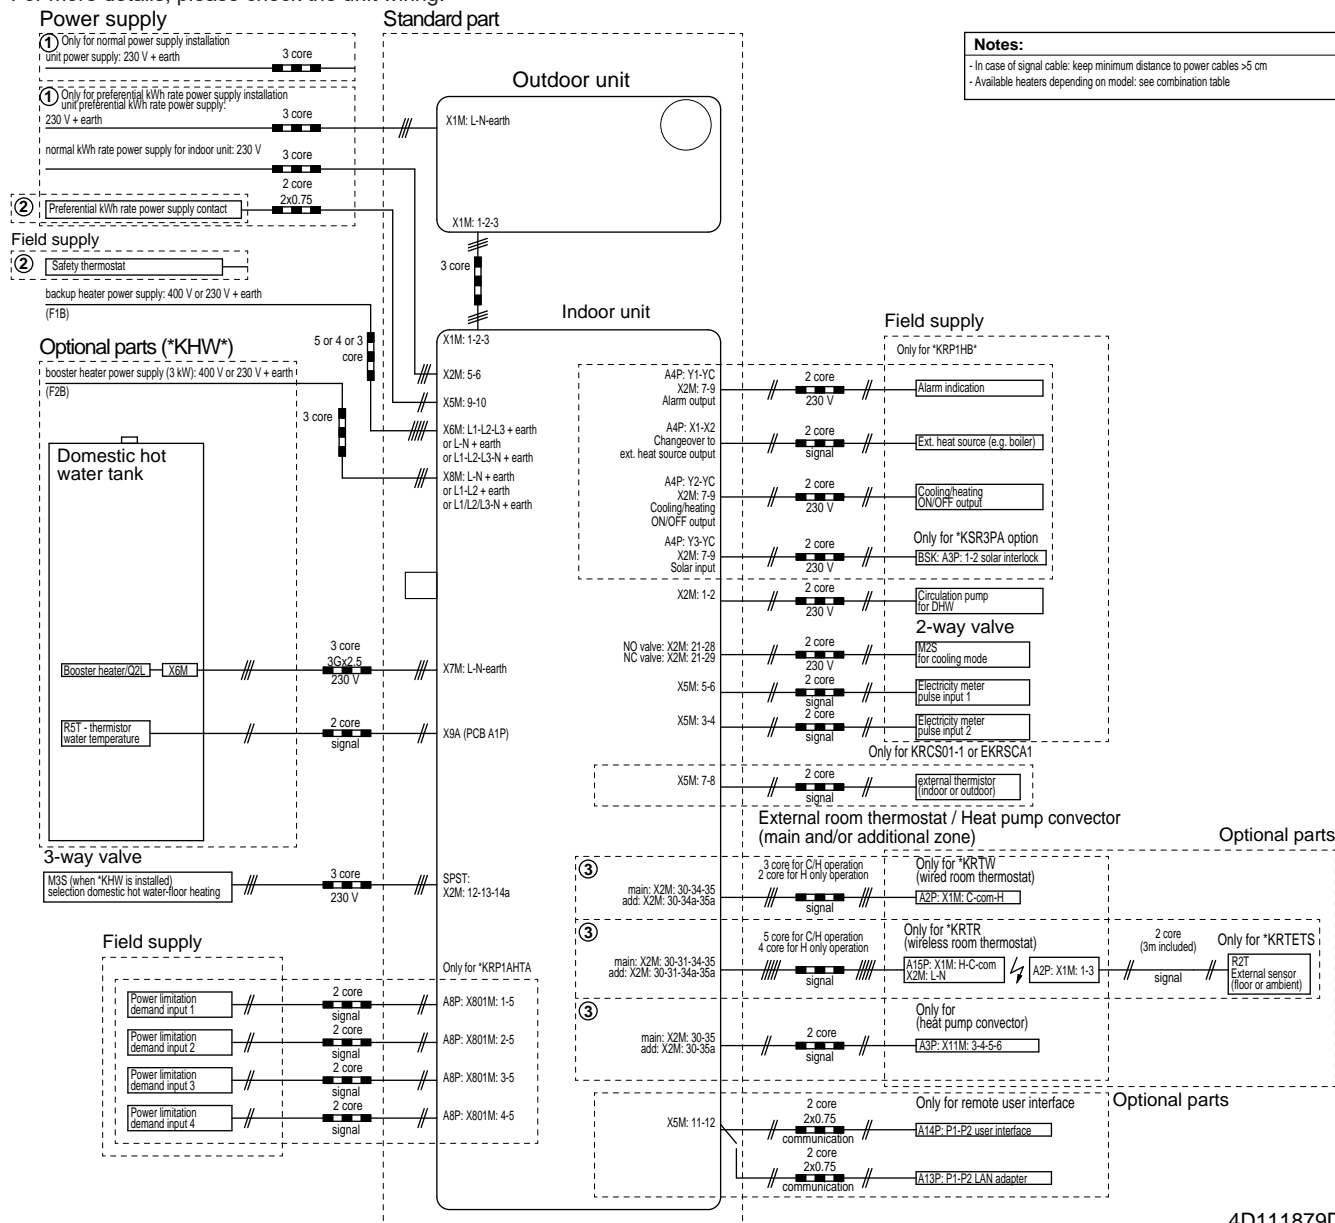 Power supply
① Only for normal power supply installation
unit power supply: 230 V + earth
3 core
① Only for preferential kWh rate power supply installation
unit preferential kWh rate power supply:
230 V + earth
3 core
normal kWh rate power supply for indoor unit: 230 V
3 core
2 core
2x0.75
② Preferential kWh rate power supply contact
Field supply
② Safety thermostat
backup heater power supply: 400 V or 230 V + earth
(F1B)
5 or 4 or 3
core
Optional parts (*KHW*)
booster heater power supply (3 kW): 400 V or 230 V + earth
(F2B)
3 core
Domestic hot
water tank
Booster heater/Q2L
X6M
3 core
3Gx2.5
230 V
R5T - thermistor
water temperature
2 core
signal
3-way valve
M3S (when *KHW is installed)
selection domestic hot water-floor heating
3 core
230 V
Field supply
Power limitation
demand input 1
2 core
signal
Power limitation
demand input 2
2 core
signal
Power limitation
demand input 3
2 core
signal
Power limitation
demand input 4
2 core
signal
Standard part
Outdoor unit
X1M: L-N-earth
X1M: 1-2-3
3 core
Indoor unit
X1M: 1-2-3
X2M: 5-6
X5M: 9-10
X6M: L1-L2-L3 + earth
or L-N + earth
or L1-L2-L3-N + earth
X8M: L-N + earth
or L1-L2 + earth
or L1/L2/L3-N + earth
X7M: L-N-earth
X9A (PCB A1P)
SPST:
X2M: 12-13-14a
Only for *KRP1AHTA
A8P: X801M: 1-5
A8P: X801M: 2-5
A8P: X801M: 3-5
A8P: X801M: 4-5
Notes:
- In case of signal cable: keep minimum distance to power cables >5 cm
- Available heaters depending on model: see combination table
Field supply
Only for *KRP1HB*
A4P: Y1-YC
X2M: 7-9
Alarm output
2 core
230 V
Alarm indication
A4P: X1-X2
Changeover to
ext. heat source output
2 core
signal
Ext. heat source (e.g. boiler)
A4P: Y2-YC
X2M: 7-9
Cooling/heating
ON/OFF output
2 core
230 V
Cooling/heating
ON/OFF output
A4P: Y3-YC
X2M: 7-9
Solar input
2 core
230 V
Only for *KSR3PA option
BSK: A3P: 1-2 solar interlock
X2M: 1-2
2 core
230 V
Circulation pump
for DHW
2-way valve
NO valve: X2M: 21-28
NC valve: X2M: 21-29
2 core
230 V
M2S
for cooling mode
X5M: 5-6
2 core
signal
Electricity meter
pulse input 1
X5M: 3-4
2 core
signal
Electricity meter
pulse input 2
Only for KRCS01-1 or EKRSCA1
X5M: 7-8
2 core
signal
external thermistor
(indoor or outdoor)
External room thermostat / Heat pump convector
(main and/or additional zone)
Optional parts
③
main: X2M: 30-34-35
add: X2M: 30-34a-35a
3 core for C/H operation
2 core for H only operation
signal
Only for *KRTW
(wired room thermostat)
A2P: X1M: C-com-H
③
main: X2M: 30-31-34-35
add: X2M: 30-31-34a-35a
5 core for C/H operation
4 core for H only operation
signal
Only for *KRTR
(wireless room thermostat)
A15P: X1M: H-C-com
X2M: L-N
A2P: X1M: 1-3
2 core
(3m included)
signal
Only for *KRTETS
R2T
External sensor
(floor or ambient)
③
main: X2M: 30-35
add: X2M: 30-35a
2 core
signal
Only for
(heat pump convector)
A3P: X11M: 3-4-5-6
Optional parts
X5M: 11-12
2 core
2x0.75
communication
Only for remote user interface
A14P: P1-P2 user interface
2 core
2x0.75
communication
A13P: P1-P2 LAN adapter